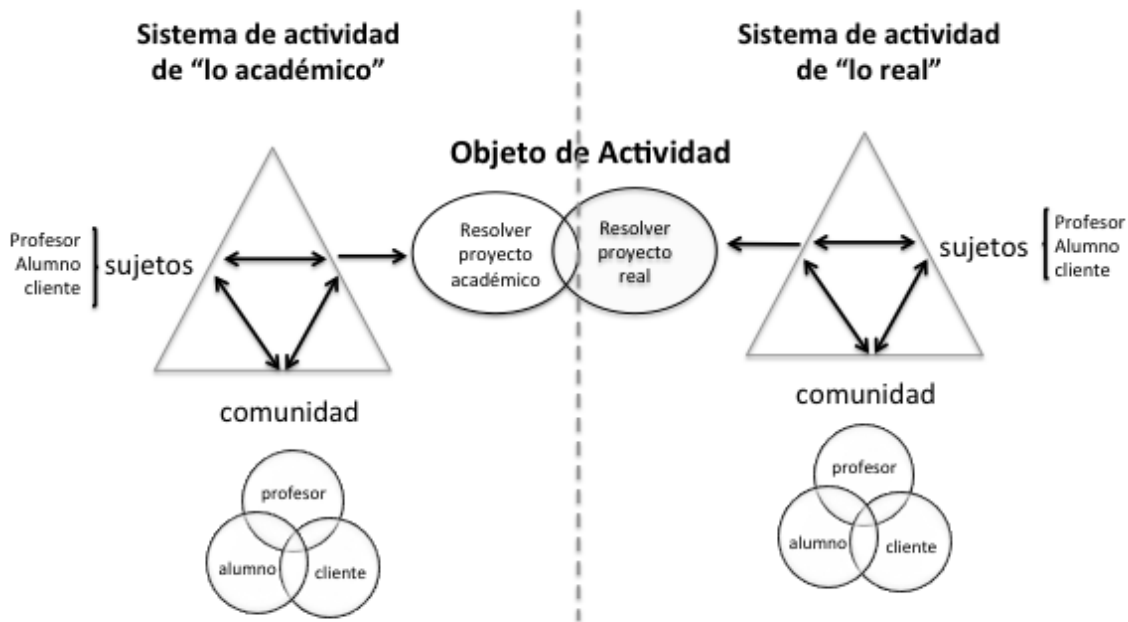 Sistema de actividad
de “lo académico”
Sistema de actividad
de “lo real”
Objeto de Actividad
Profesor
Alumno
cliente
sujetos
Resolver
proyecto
académico
Resolver
proyecto
real
sujetos
Profesor
Alumno
cliente
comunidad
comunidad
profesor
alumno
cliente
profesor
alumno
cliente